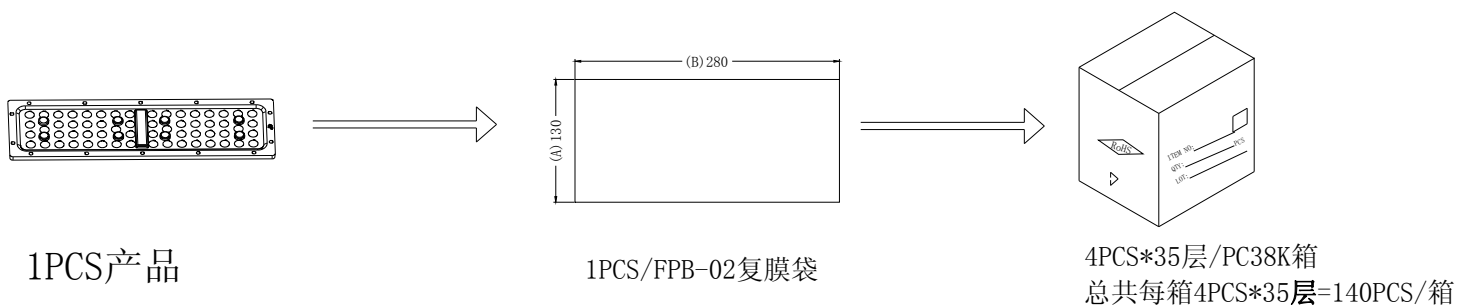 (B)280
(A)130
RoHS
ITEM NO:
QTY: PCS
LOT:
1PCS产品
1PCS/FPB-02复膜袋
4PCS*35层/PC38K箱
总共每箱4PCS*35层=140PCS/箱